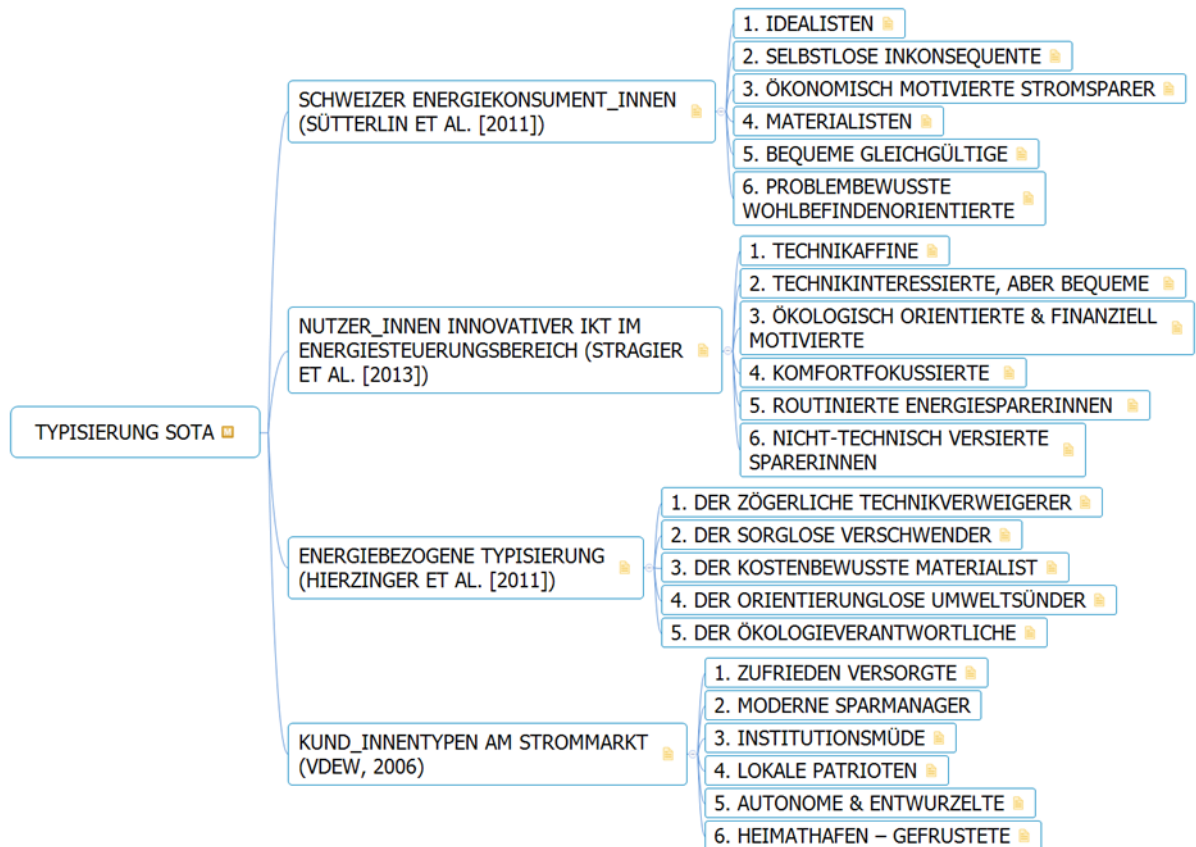 TYPISIERUNG SOTA
SCHWEIZER ENERGIEKONSUMENT_INNEN
(SÜTTERLIN ET AL. [2011])
1. IDEALISTEN
2. SELBSTLOSE INKONSEQUENTE
3. ÖKONOMISCH MOTIVIERTE STROMSPARER
4. MATERIALISTEN
5. BEQUEME GLEICHGÜLTIGE
6. PROBLEMBEWUSSTE
WOHLBEFINDENORIENTIERTE
NUTZER_INNEN INNOVATIVER IKT IM
ENERGIESTEUERUNGSBEREICH (STRAGIER
ET AL. [2013])
1. TECHNIKAFFINE
2. TECHNIKINTERESSIERTE, ABER BEQUEME
3. ÖKOLOGISCH ORIENTIERTE & FINANZIELL
MOTIVIERTE
4. KOMFORTFOKUSSIERTE
5. ROUTINIERTE ENERGIESPARERINNEN
6. NICHT-TECHNISCH VERSIERTE
SPARERINNEN
ENERGIEBEZOGENE TYPISIERUNG
(HIERZINGER ET AL. [2011])
1. DER ZÖGERLICHE TECHNIKVERWEIGERER
2. DER SORGLOSE VERSCHWENDER
3. DER KOSTENBEWUSSTE MATERIALIST
4. DER ORIENTIERUNGLOSE UMWELTSÜNDER
5. DER ÖKOLOGIEVERANTWORTLICHE
KUND_INNENTYPEN AM STROMMARKT
(VDEW, 2006)
1. ZUFRIEDEN VERSORGTE
2. MODERNE SPARMANAGER
3. INSTITUTIONSMÜDE
4. LOKALE PATRIOTEN
5. AUTONOME & ENTWURZELTE
6. HEIMATHAFEN – GEFRUSTETE